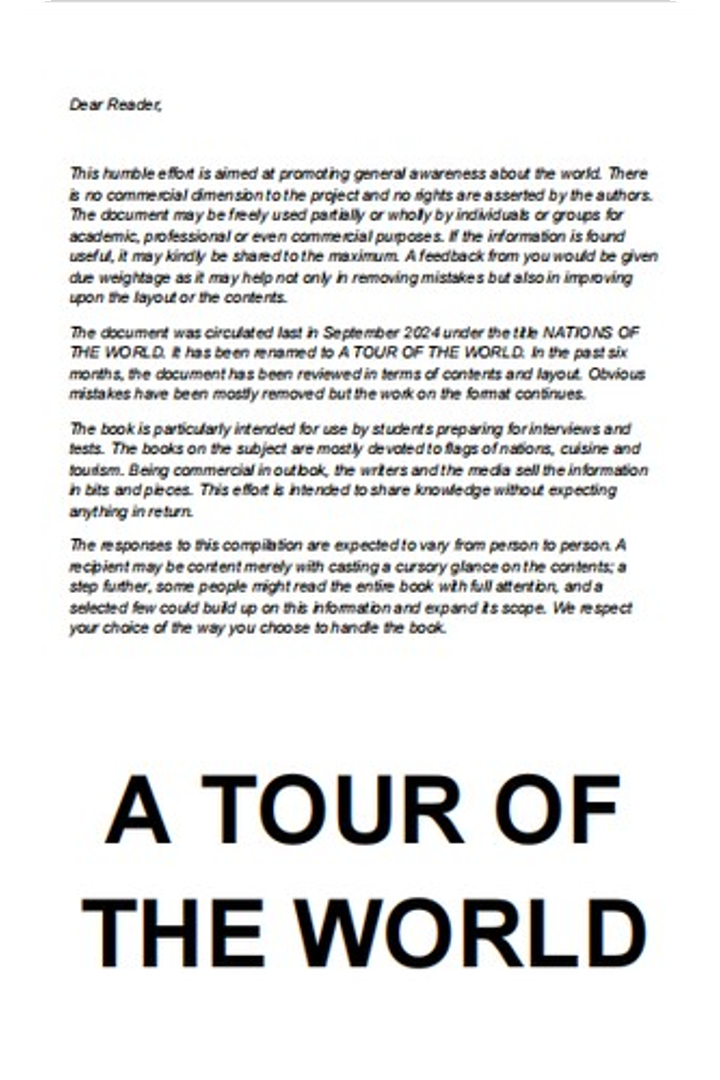 Dear Reader,
This humble effort is aimed at promoting general awareness about the world. There
is no commercial dimension to the project and no rights are asserted by the authors.
The document may be freely used partially or wholly by individuals or groups for
academic, professional or even commercial purposes. If the information is found
useful, it may kindly be shared to the maximum. A feedback from you would be given
due weightage as it may help not only in removing mistakes but also in improving
upon the layout or the contents.
The document was circulated last in September 2024 under the title NATIONS OF
THE WORLD. It has been renamed to A TOUR OF THE WORLD. In the past six
months, the document has been reviewed in terms of contents and layout. Obvious
mistakes have been mostly removed but the work on the format continues.
The book is particularly intended for use by students preparing for interviews and
tests. The books on the subject are mostly devoted to flags of nations, cuisine and
tourism. Being commercial in outlook, the writers and the media sell the information
in bits and pieces. This effort is intended to share knowledge without expecting
anything in return.
The responses to this compilation are expected to vary from person to person. A
recipient may be content merely with casting a cursory glance on the contents; a
step further, some people might read the entire book with full attention, and a
selected few could build up on this information and expand its scope. We respect
your choice of the way you choose to handle the book.
A TOUR OF
THE WORLD